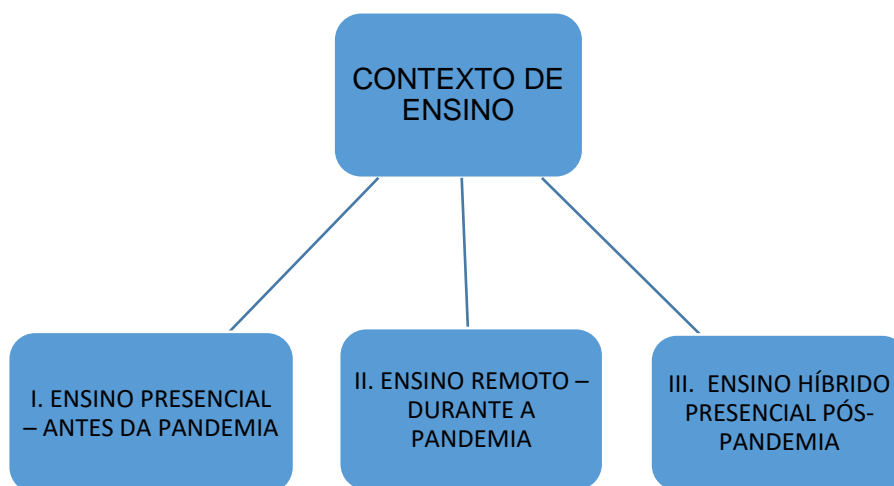 CONTEXTO DE
ENSINO
I. ENSINO PRESENCIAL
– ANTES DA PANDEMIA
II. ENSINO REMOTO –
DURANTE A
PANDEMIA
III. ENSINO HÍBRIDO
PRESENCIAL PÓS-
PANDEMIA